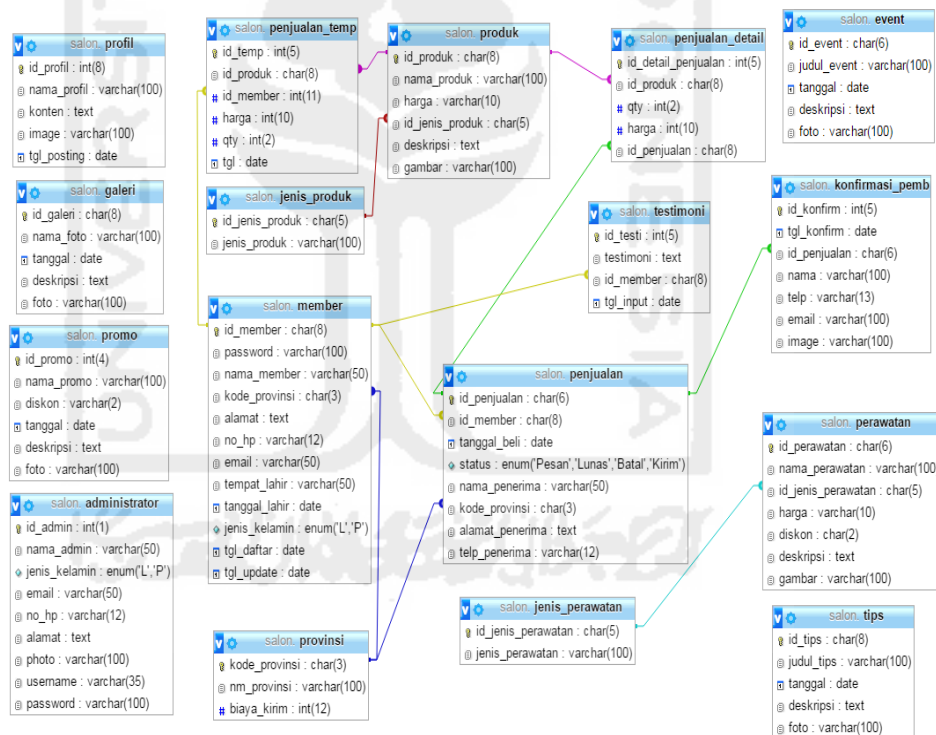 salon. profil
id_profil : int(8)
nama_profil : varchar(100)
konten : text
image : varchar(100)
tgl_posting : date
salon. galeri
id_galeri : char(8)
nama_foto : varchar(100)
tanggal : date
deskripsi : text
foto : varchar(100)
salon. promo
id_promo : int(4)
nama_promo : varchar(100)
diskon : varchar(2)
tanggal : date
deskripsi : text
foto : varchar(100)
salon. administrator
id_admin : int(1)
nama_admin : varchar(50)
jenis_kelamin : enum('L','P')
email : varchar(50)
no_hp : varchar(12)
alamat : text
photo : varchar(100)
username : varchar(35)
password : varchar(100)
salon. penjualan_temp
id_temp : int(5)
id_produk : char(8)
id_member : int(11)
harga : int(10)
qty : int(2)
tgl : date
salon. jenis_produk
id_jenis_produk : char(5)
jenis_produk : varchar(100)
salon. member
id_member : char(8)
password : varchar(100)
nama_member : varchar(50)
kode_provinsi : char(3)
alamat : text
no_hp : varchar(12)
email : varchar(50)
tempat_lahir : varchar(50)
tanggal_lahir : date
jenis_kelamin : enum('L','P')
tgl_daftar : date
tgl_update : date
salon. provinsi
kode_provinsi : char(3)
nm_provinsi : varchar(100)
biaya_kirim : int(12)
salon. produk
id_produk : char(8)
nama_produk : varchar(100)
harga : varchar(10)
id_jenis_produk : char(5)
deskripsi : text
gambar : varchar(100)
salon. penjualan_detail
id_detail_penjualan : int(5)
id_produk : char(8)
qty : int(2)
harga : int(10)
id_penjualan : char(8)
salon. testimoni
id_testi : int(5)
testimoni : text
id_member : char(8)
tgl_input : date
salon. penjualan
id_penjualan : char(6)
id_member : char(8)
tanggal_beli : date
status : enum('Pesan','Lunas','Batal','Kirim')
nama_penerima : varchar(50)
kode_provinsi : char(3)
alamat_penerima : text
telp_penerima : varchar(12)
salon. jenis_perawatan
id_jenis_perawatan : char(5)
jenis_perawatan : varchar(100)
salon. event
id_event : char(6)
judul_event : varchar(100)
tanggal : date
deskripsi : text
foto : varchar(100)
salon. konfirmasi_pemb
id_konfirm : int(5)
tgl_konfirm : date
id_penjualan : char(6)
nama : varchar(100)
telp : varchar(13)
email : varchar(100)
image : varchar(100)
salon. perawatan
id_perawatan : char(6)
nama_perawatan : varchar(100
id_jenis_perawatan : char(5)
harga : varchar(10)
diskon : char(2)
deskripsi : text
gambar : varchar(100)
salon. tips
id_tips : char(8)
judul_tips : varchar(100)
tanggal : date
deskripsi : text
foto : varchar(100)